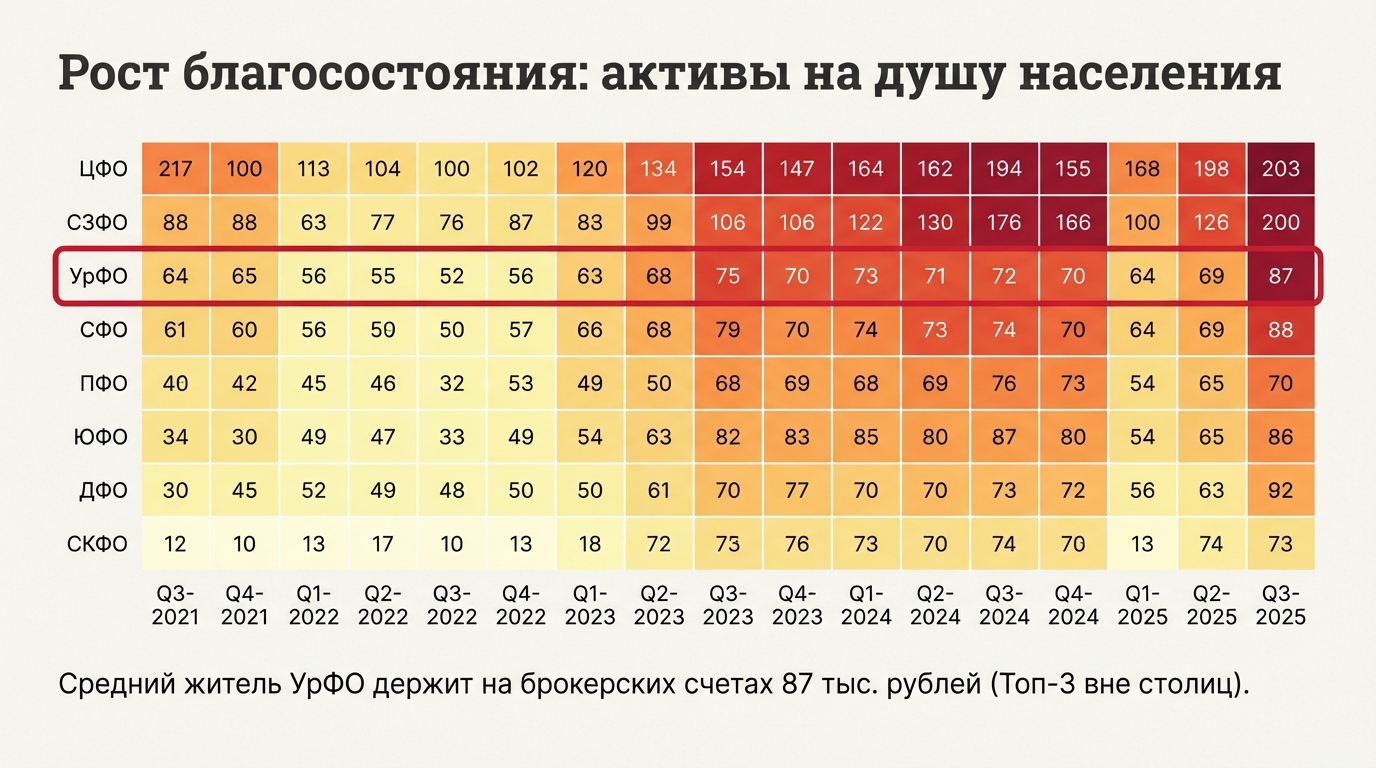 Рост благосостояния: активы на душу населения
ЦФО 217 100 113 104 100 102 120 134 154 147 164 162 194 155 168 198 203
СЗФО 88 88 63 77 76 87 83 99 106 106 122 130 176 166 100 126 200
УрФО 64 65 56 55 52 56 63 68 75 70 73 71 72 70 64 69 87
СФО 61 60 56 50 50 57 66 68 79 70 74 73 74 70 64 69 88
ПФО 40 42 45 46 32 53 49 50 68 69 68 69 76 73 54 65 70
ЮФО 34 30 49 47 33 49 54 63 82 83 85 80 87 80 54 65 86
ДФО 30 45 52 49 48 50 50 61 70 77 70 70 73 72 56 63 92
СКФО 12 10 13 17 10 13 18 72 73 76 73 70 74 70 13 74 73
Q3- Q4- Q1- Q2- Q3- Q4- Q1- Q2- Q3- Q4- Q1- Q2- Q3- Q4- Q1- Q2- Q3-
2021 2021 2022 2022 2022 2022 2023 2023 2023 2023 2024 2024 2024 2024 2025 2025 2025
Средний житель УрФО держит на брокерских счетах 87 тыс. рублей (Топ-3 вне столиц).